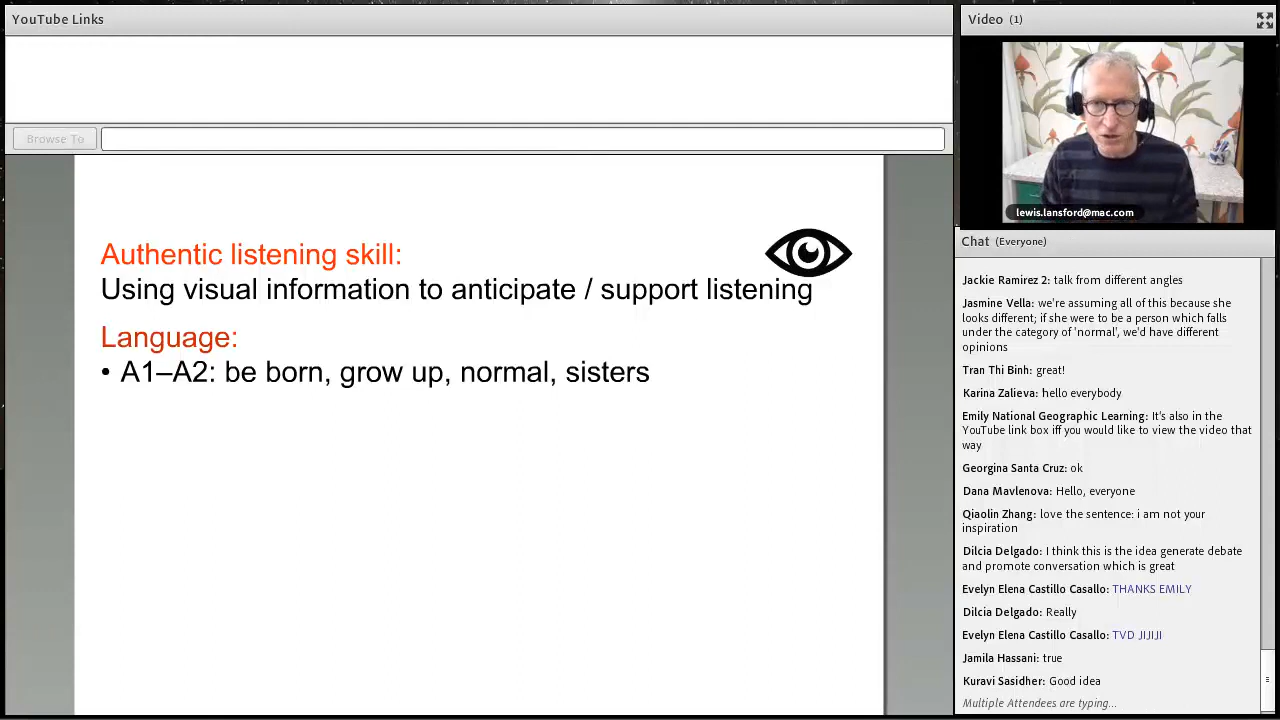 YouTube Links
Browse To
Authentic listening skill:
Using visual information to anticipate / support listening
Language:
• A1–A2: be born, grow up, normal, sisters
Video (1)
lewis.lansford@mac.com
Chat (Everyone)
Jackie Ramirez 2: talk from different angles
Jasmine Vella: we're assuming all of this because she
looks different; if she were to be a person which falls
under the category of 'normal', we'd have different
opinions
Tran Thi Binh: great!
Karina Zalieva: hello everybody
Emily National Geographic Learning: It's also in the
YouTube link box iff you would like to view the video that
way
Georgina Santa Cruz: ok
Dana Mavlenova: Hello, everyone
Qiaolin Zhang: love the sentence: i am not your
inspiration
Dilcia Delgado: I think this is the idea generate debate
and promote conversation which is great
Evelyn Elena Castillo Casallo: THANKS EMILY
Dilcia Delgado: Really
Evelyn Elena Castillo Casallo: TVD JIJIJI
Jamila Hassani: true
Kuravi Sasidher: Good idea
Multiple Attendees are typing...